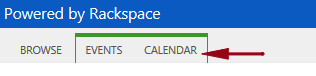 Powered by Rackspace
BROWSE EVENTS CALENDAR